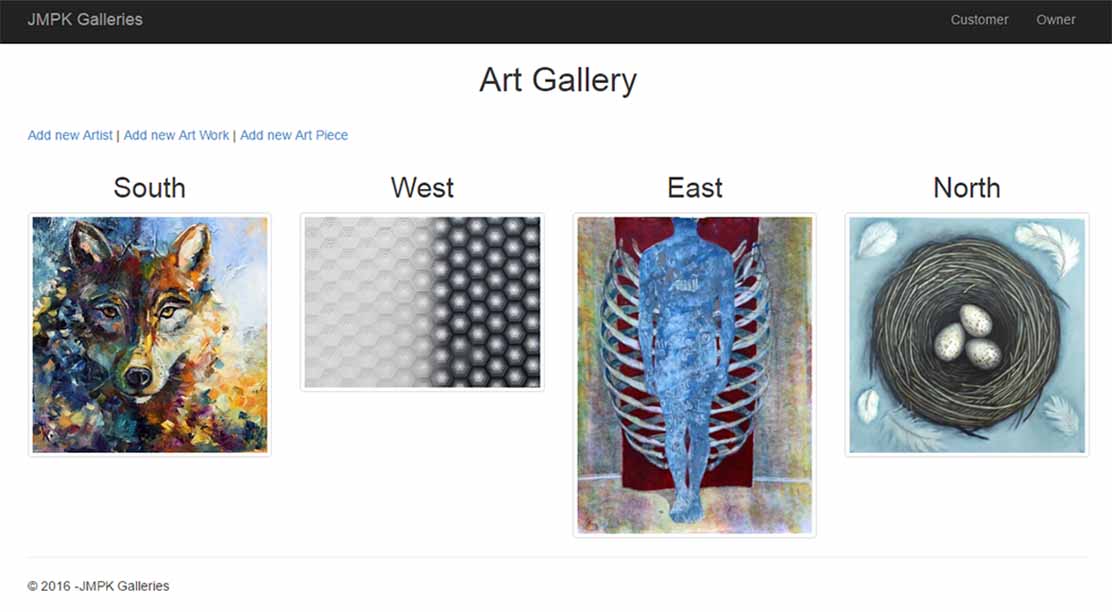 JMPK Galleries Customer Owner
Art Gallery
Add new Artist | Add new Art Work | Add new Art Piece
South West East North
© 2016 -JMPK Galleries